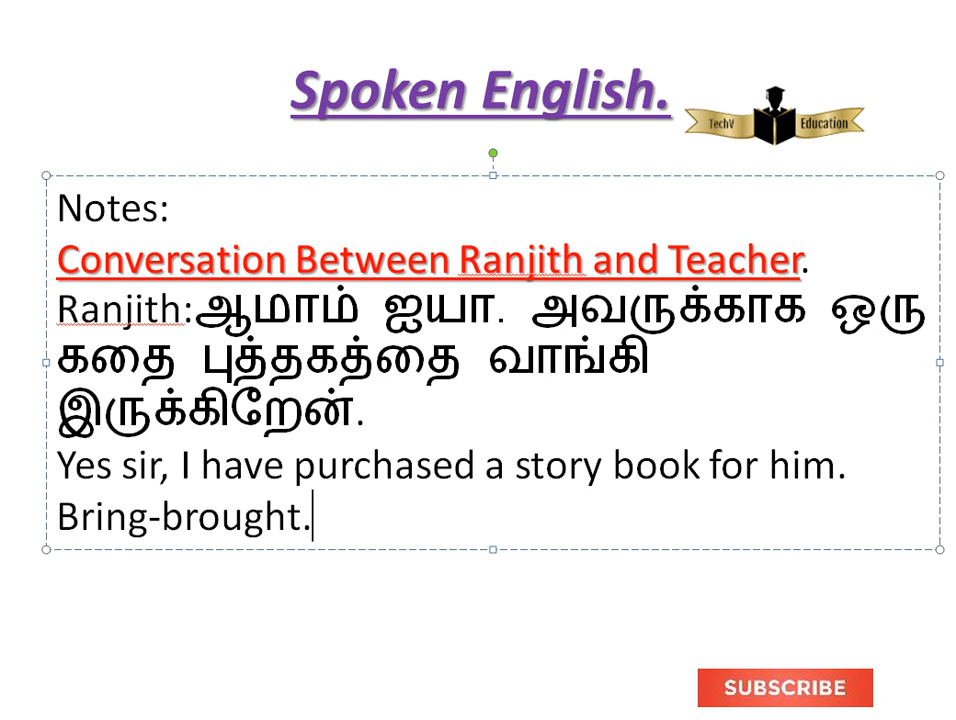 Spoken English.
TechV Education
Notes:
Conversation Between Ranjith and Teacher.
Ranjith:ஆமாம் ஐயா. அவருக்காக ஒரு
கதை புத்தகத்தை வாங்கி
இருக்கிறேன்.
Yes sir, I have purchased a story book for him.
Bring-brought.
SUBSCRIBE